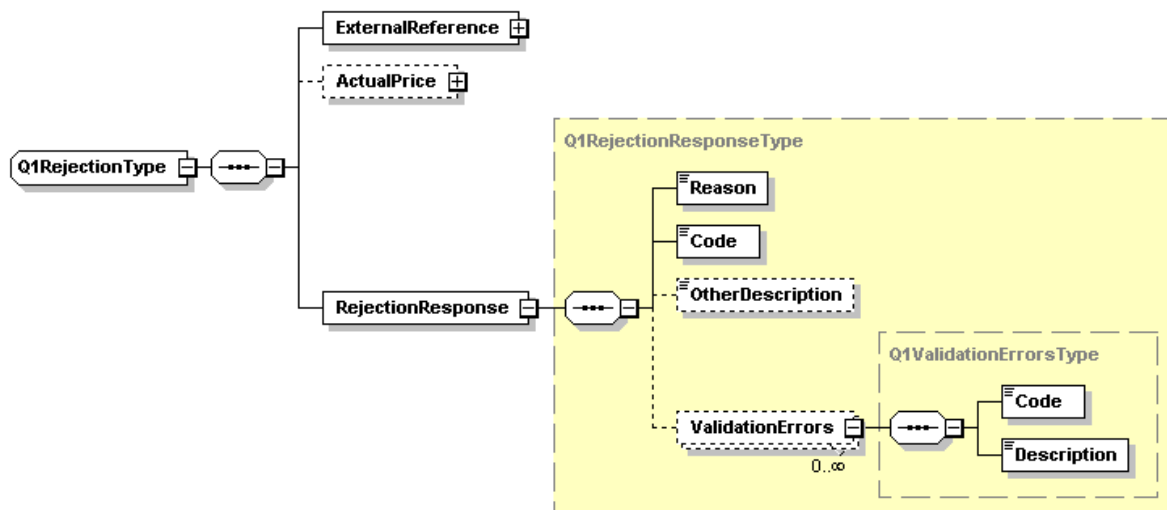 ExternalReference
ActualPrice
Q1RejectionResponseType
Q1RejectionType
Reason
Code
OtherDescription
RejectionResponse
Q1ValidationErrorsType
Code
ValidationErrors
Description
0..∞